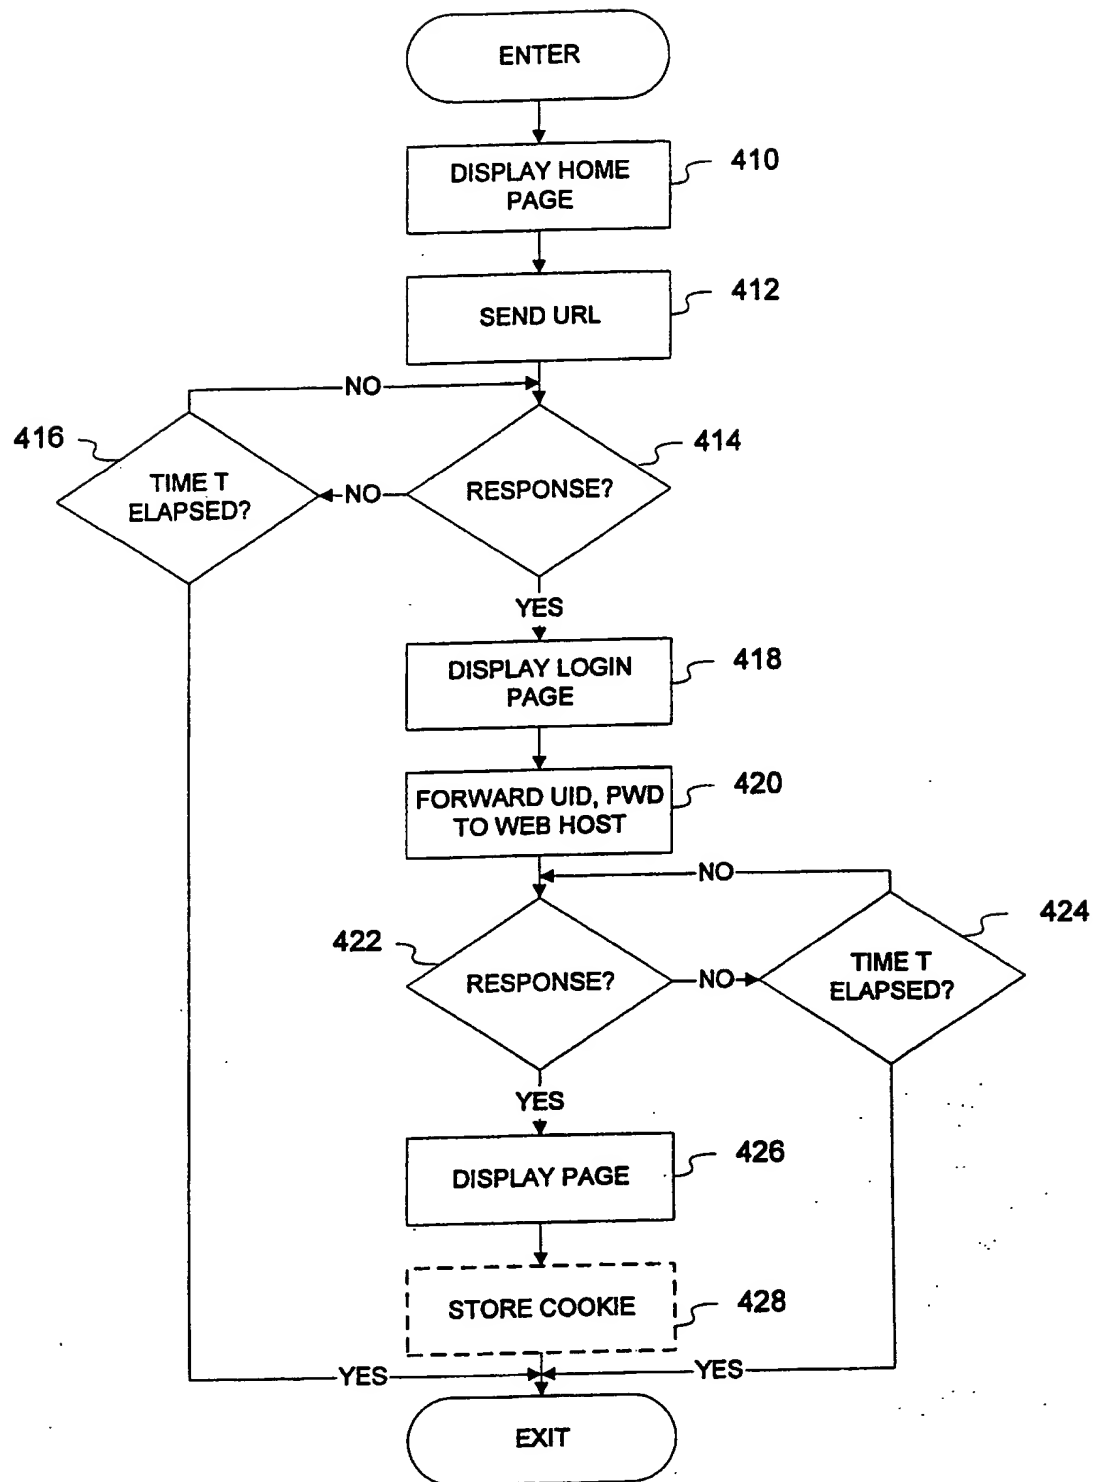 ENTER
DISPLAY HOME
PAGE
410
SEND URL
412
NO
416
TIME T
ELAPSED?
NO
RESPONSE?
414
YES
DISPLAY LOGIN
PAGE
418
FORWARD UID, PWD
TO WEB HOST
420
NO
422
RESPONSE?
NO
TIME T
ELAPSED?
424
YES
DISPLAY PAGE
426
STORE COOKIE
428
YES
YES
EXIT